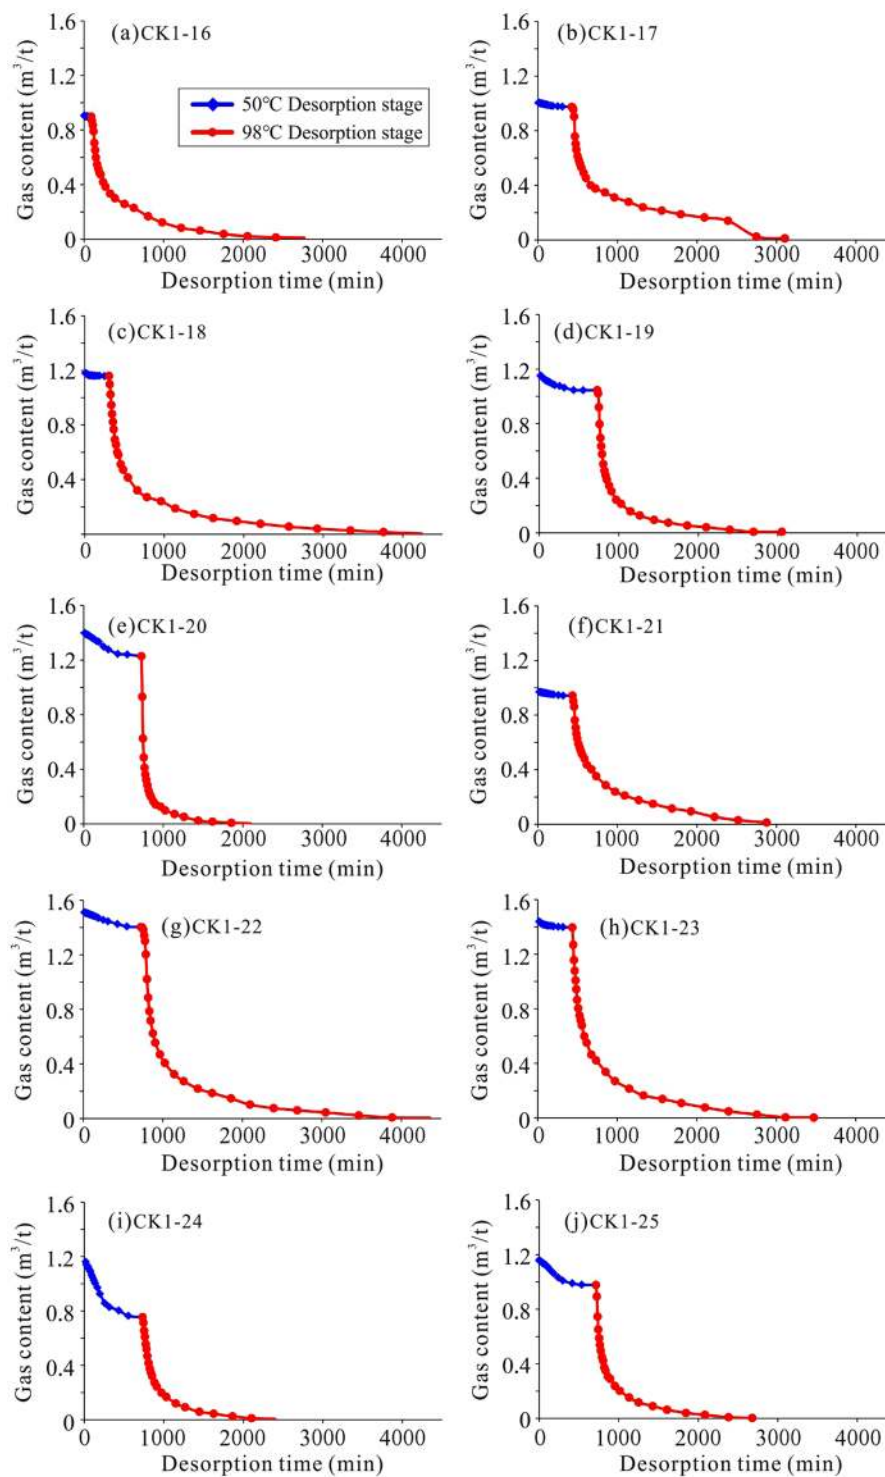 1.6
(a)CK1-16
1.2
50℃ Desorption stage
98℃ Desorption stage
0.8
0.4
0
Gas content (m³/t)
0 1000 2000 3000 4000
Desorption time (min)
1.6
(b)CK1-17
1.2
0.8
0.4
0
Gas content (m³/t)
0 1000 2000 3000 4000
Desorption time (min)
1.6
(c)CK1-18
1.2
0.8
0.4
Gas content (m³/t)
0 1000 2000 3000 4000
Desorption time (min)
1.6
(d)CK1-19
1.2
0.8
0.4
0
Gas content (m³/t)
0 1000 2000 3000 4000
Desorption time (min)
1.6
(e)CK1-20
1.2
0.8
0.4
0
Gas content (m³/t)
0 1000 2000 3000 4000
Desorption time (min)
1.6
(f)CK1-21
1.2
0.8
0.4
0
Gas content (m³/t)
0 1000 2000 3000 4000
Desorption time (min)
1.6
(g)CK1-22
1.2
0.8
0.4
0
Gas content (m³/t)
0 1000 2000 3000 4000
Desorption time (min)
1.6
(h)CK1-23
1.2
0.8
0.4
0
Gas content (m³/t)
0 1000 2000 3000 4000
Desorption time (min)
1.6
(i)CK1-24
1.2
0.8
0.4
0
Gas content (m³/t)
0 1000 2000 3000 4000
Desorption time (min)
1.6
(j)CK1-25
1.2
0.8
0.4
0
Gas content (m³/t)
0 1000 2000 3000 4000
Desorption time (min)